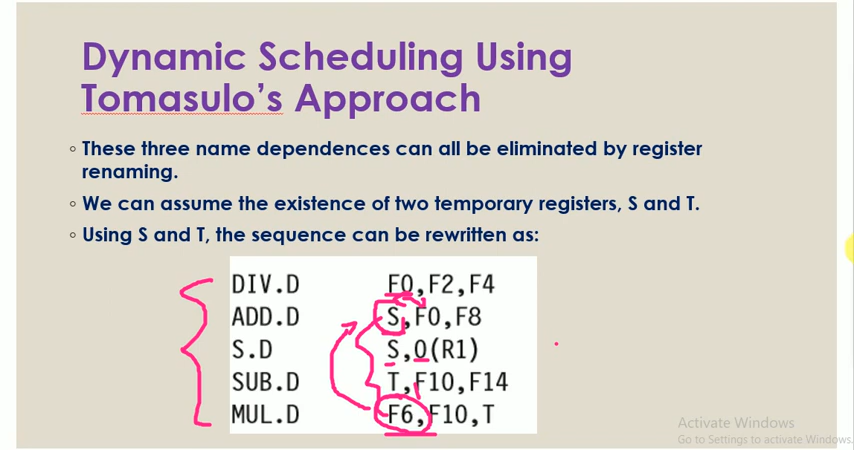 Dynamic Scheduling Using
Tomasulo's Approach
◦ These three name dependences can all be eliminated by register
renaming.
◦ We can assume the existence of two temporary registers, S and T.
◦ Using S and T, the sequence can be rewritten as:
DIV.D F0,F2,F4
ADD.D S,F0,F8
S.D S,0(R1)
SUB.D T,F10,F14
MUL.D F6,F10,T
Activate Windows
Go to Settings to activate Windows.